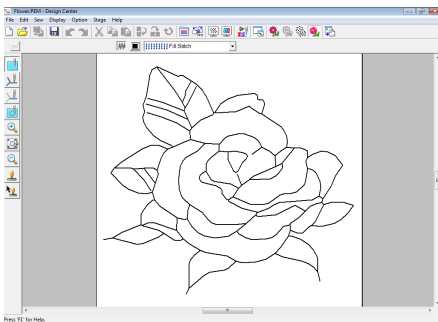 Flower.PEM - Design Center
File Edit Sew Display Option Stage Help
Fill Stitch
Press 'F1' for Help.